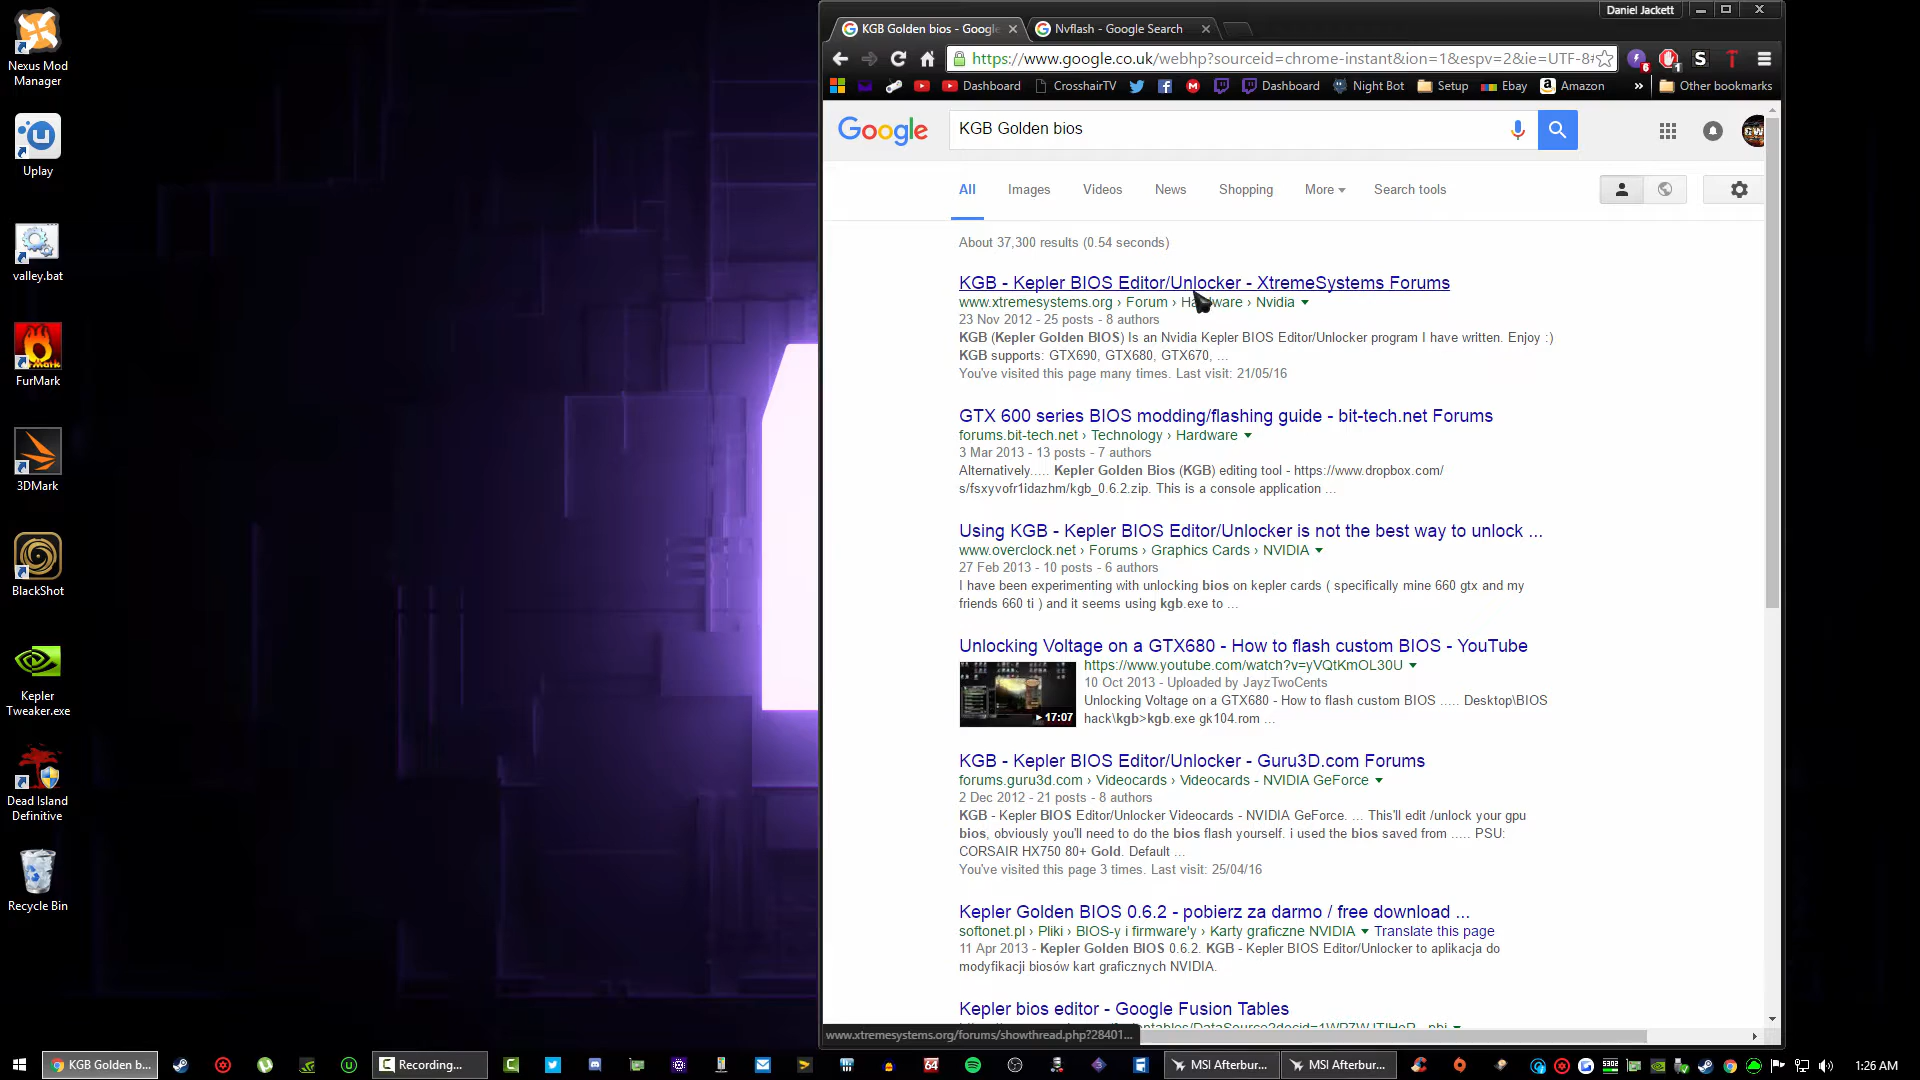 Nexus Mod
Manager
Uplay
valley.bat
FurMark
3DMark
BlackShot
Kepler
Tweaker.exe
Dead Island
Definitive
Recycle Bin
Daniel Jackett
KGB Golden bios - Google
Nvflash - Google Search
https://www.google.co.uk/webhp?sourceid=chrome-instant&ion=1&espv=2&ie=UTF-8#
Dashboard
CrosshairTV
Dashboard
Night Bot
Setup
Ebay
Amazon
»
Other bookmarks
Google
KGB Golden bios
All
Images
Videos
News
Shopping
More
Search tools
About 37,300 results (0.54 seconds)
KGB - Kepler BIOS Editor/Unlocker - XtremeSystems Forums
www.xtremesystems.org › Forum › Hardware › Nvidia
23 Nov 2012 - 25 posts - 8 authors
KGB (Kepler Golden BIOS) Is an Nvidia Kepler BIOS Editor/Unlocker program I have written. Enjoy :)
KGB supports: GTX690, GTX680, GTX670, ...
You've visited this page many times. Last visit: 21/05/16
GTX 600 series BIOS modding/flashing guide - bit-tech.net Forums
forums.bit-tech.net › Technology › Hardware
3 Mar 2013 - 13 posts - 7 authors
Alternatively..... Kepler Golden Bios (KGB) editing tool - https://www.dropbox.com/
s/fsxyvofr1idazhm/kgb_0.6.2.zip. This is a console application ...
Using KGB - Kepler BIOS Editor/Unlocker is not the best way to unlock ...
www.overclock.net › Forums › Graphics Cards › NVIDIA
27 Feb 2013 - 10 posts - 6 authors
I have been experimenting with unlocking bios on kepler cards ( specifically mine 660 gtx and my
friends 660 ti ) and it seems using kgb.exe to ...
Unlocking Voltage on a GTX680 - How to flash custom BIOS - YouTube
https://www.youtube.com/watch?v=yVQtKmOL30U
10 Oct 2013 - Uploaded by JayzTwoCents
Unlocking Voltage on a GTX680 - How to flash custom BIOS ..... Desktop\BIOS
hack\kgb>kgb.exe gk104.rom ...
17:07
KGB - Kepler BIOS Editor/Unlocker - Guru3D.com Forums
forums.guru3d.com › Videocards › Videocards - NVIDIA GeForce
2 Dec 2012 - 21 posts - 8 authors
KGB - Kepler BIOS Editor/Unlocker Videocards - NVIDIA GeForce. ... This'll edit /unlock your gpu
bios, obviously you'll need to do the bios flash yourself. i used the bios saved from ..... PSU:
CORSAIR HX750 80+ Gold. Default ...
You've visited this page 3 times. Last visit: 25/04/16
Kepler Golden BIOS 0.6.2 - pobierz za darmo / free download ...
softonet.pl › Pliki › BIOS-y i firmware'y › Karty graficzne NVIDIA
Translate this page
11 Apr 2013 - Kepler Golden BIOS 0.6.2. KGB - Kepler BIOS Editor/Unlocker to aplikacja do
modyfikacji biosów kart graficznych NVIDIA.
Kepler bios editor - Google Fusion Tables
www.xtremesystems.org/forums/showthread.php?28401...
KGB Golden b...
Recording...
64
MSI Afterbur...
MSI Afterbur...
1:26 AM